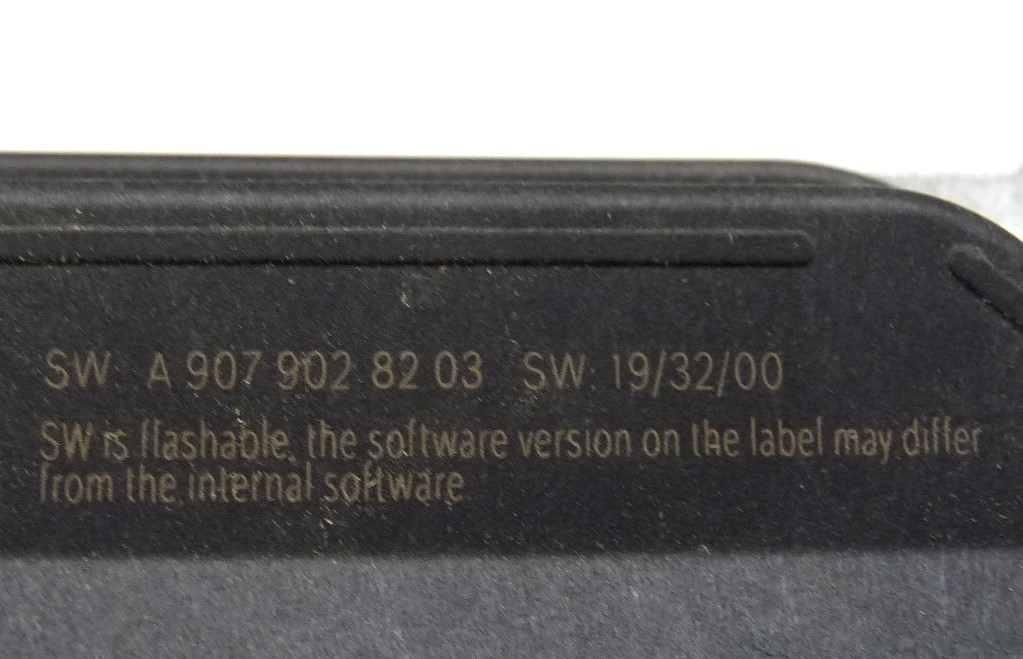 SW: A 907 902 82 03 SW: 19/32/00
SW is flashable, the software version on the label may differ
from the internal software